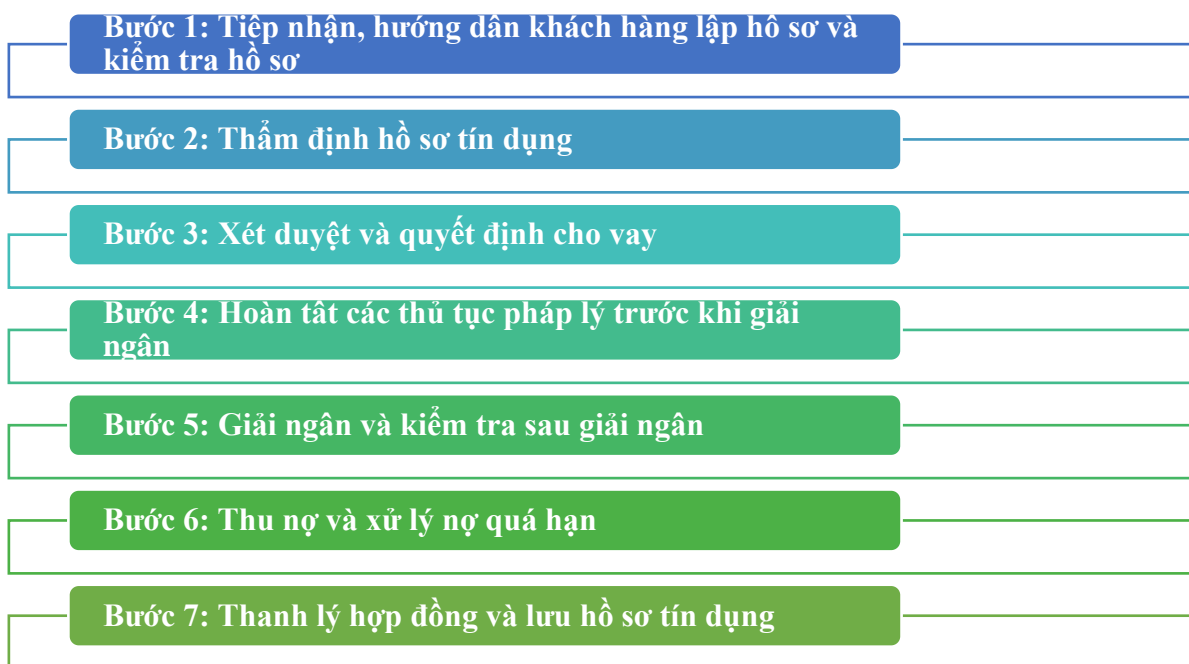 Bước 1: Tiếp nhận, hướng dẫn khách hàng lập hồ sơ và
kiểm tra hồ sơ
Bước 2: Thẩm định hồ sơ tín dụng
Bước 3: Xét duyệt và quyết định cho vay
Bước 4: Hoàn tất các thủ tục pháp lý trước khi giải
ngân
Bước 5: Giải ngân và kiểm tra sau giải ngân
Bước 6: Thu nợ và xử lý nợ quá hạn
Bước 7: Thanh lý hợp đồng và lưu hồ sơ tín dụng